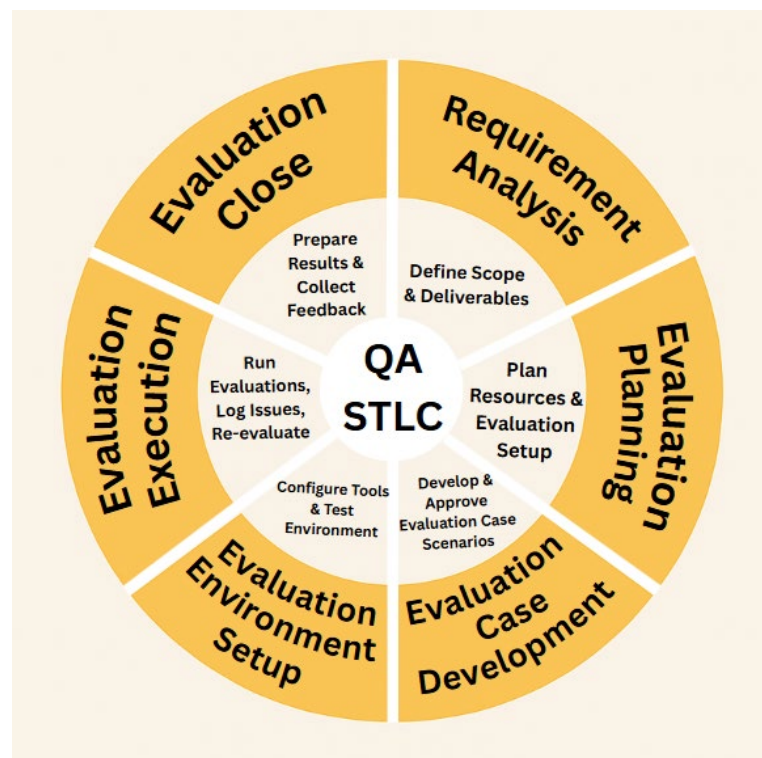 QA
STLC
Requirement
Analysis
Define Scope
& Deliverables
Evaluation
Planning
Plan
Resources &
Evaluation
Setup
Evaluation
Case
Development
Develop &
Approve
Evaluation Case
Scenarios
Evaluation
Environment
Setup
Configure Tools
& Test
Environment
Evaluation
Execution
Run
Evaluations,
Log Issues,
Re-evaluate
Evaluation
Close
Prepare
Results &
Collect
Feedback